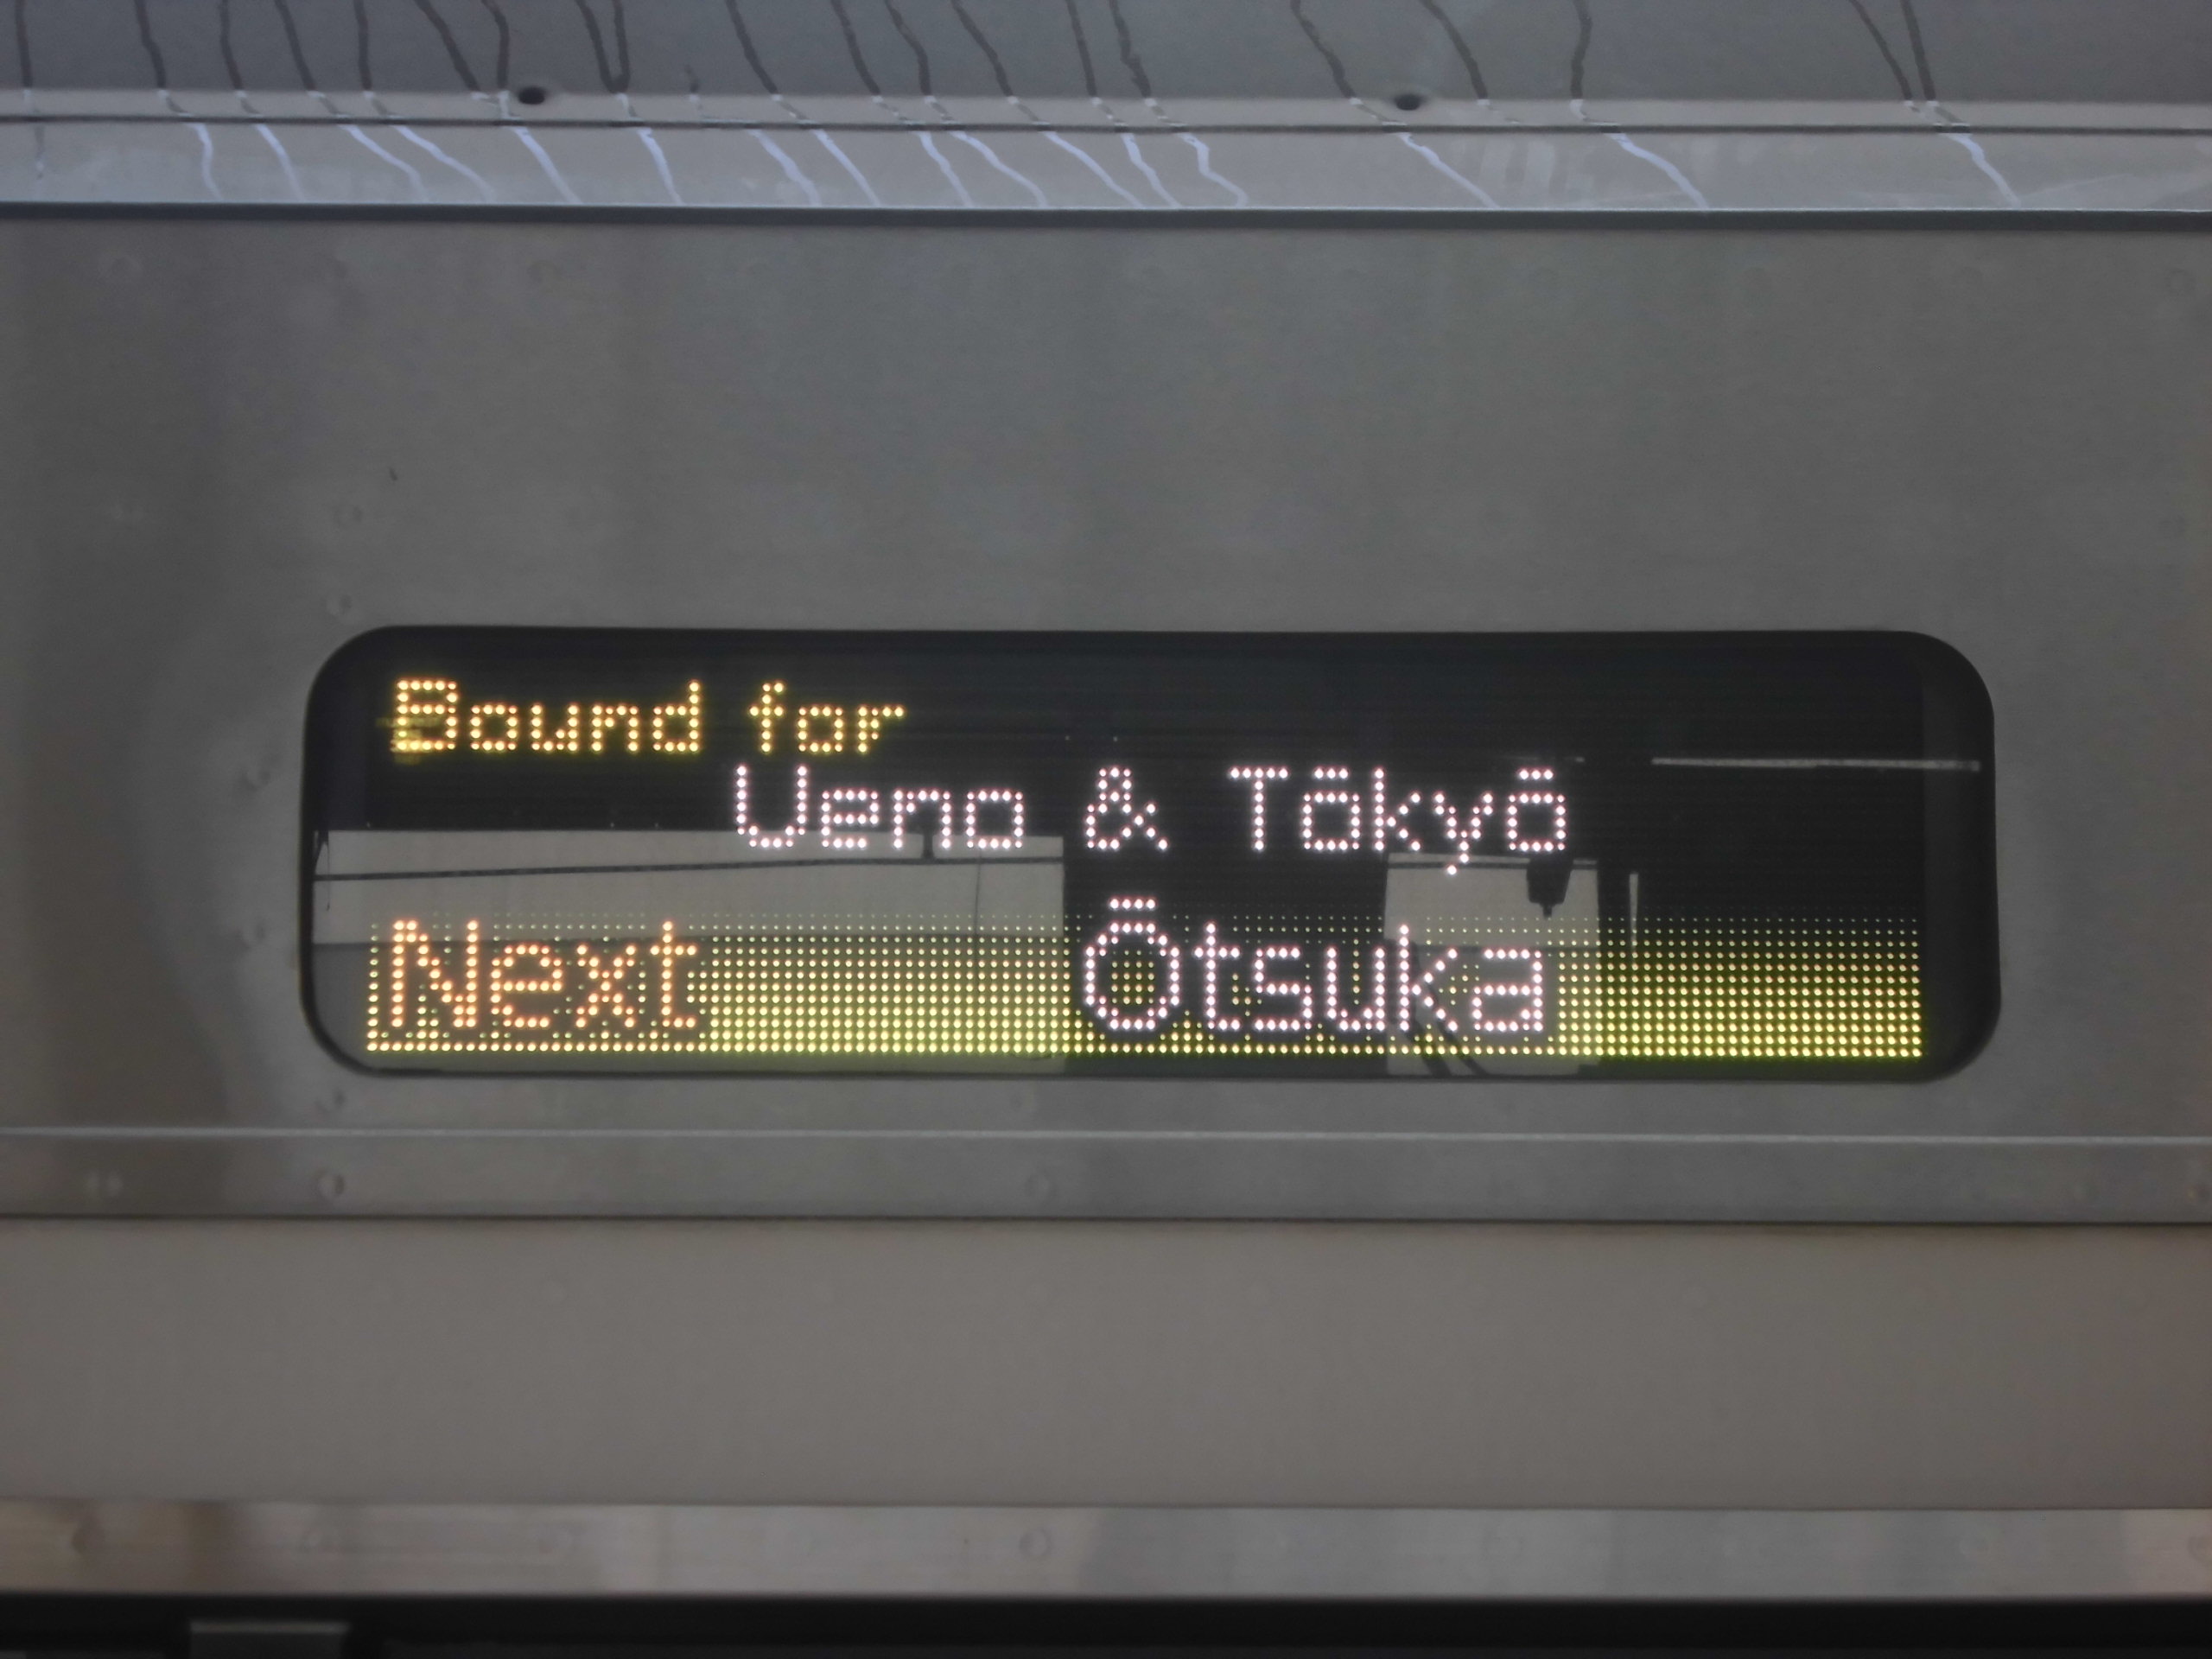 Bound for
Ueno & Tōkyō
Next Ōtsuka